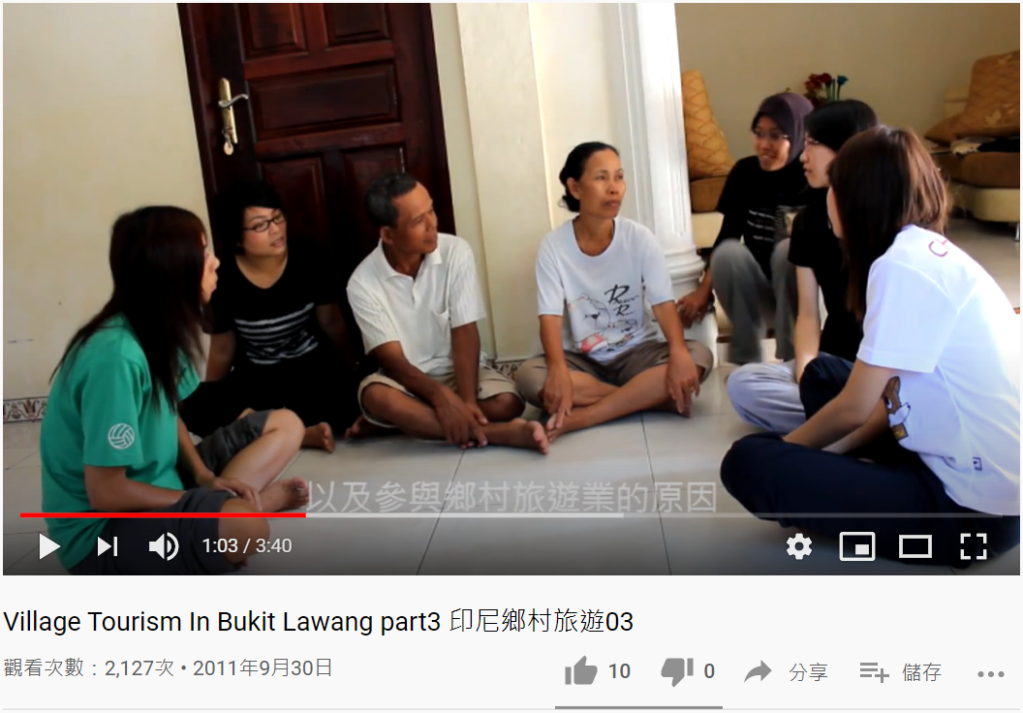 以及參與鄉村旅遊業的原因
1:03 / 3:40
Village Tourism In Bukit Lawang part3 印尼鄉村旅遊03
觀看次數：2,127次 • 2011年9月30日
10
0
分享
儲存